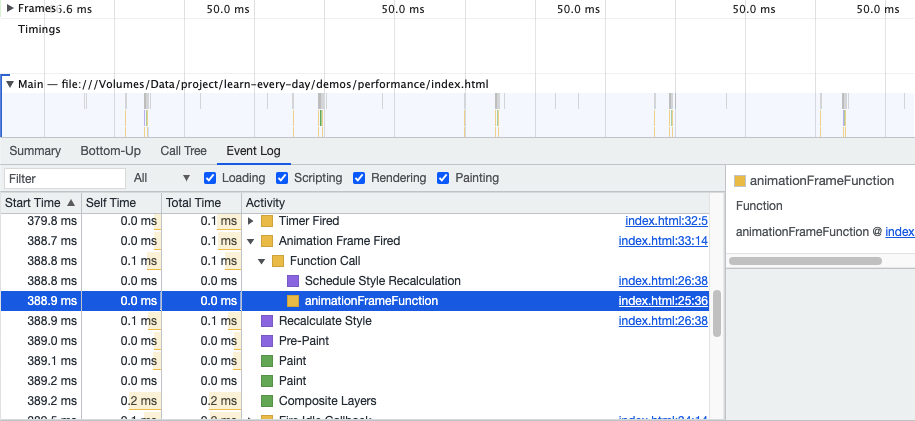 Frames 6.6 ms 50.0 ms 50.0 ms 50.0 ms 50.0 ms 50.0 ms
Timings
Main — file:///Volumes/Data/project/learn-every-day/demos/performance/index.html
Summary Bottom-Up Call Tree Event Log
Filter All Loading Scripting Rendering Painting
Start Time Self Time Total Time Activity
379.8 ms 0.0 ms 0.1 ms Timer Fired index.html:32:5
388.7 ms 0.0 ms 0.1 ms Animation Frame Fired index.html:33:14
388.8 ms 0.1 ms 0.1 ms Function Call
388.8 ms 0.0 ms 0.0 ms Schedule Style Recalculation index.html:26:38
388.9 ms 0.0 ms 0.0 ms animationFrameFunction index.html:25:36
388.9 ms 0.1 ms 0.1 ms Recalculate Style index.html:26:38
389.0 ms 0.0 ms 0.0 ms Pre-Paint
389.1 ms 0.0 ms 0.0 ms Paint
389.2 ms 0.0 ms 0.0 ms Paint
389.2 ms 0.2 ms 0.2 ms Composite Layers
Fire Idle Callback
animationFrameFunction
Function
animationFrameFunction @ index